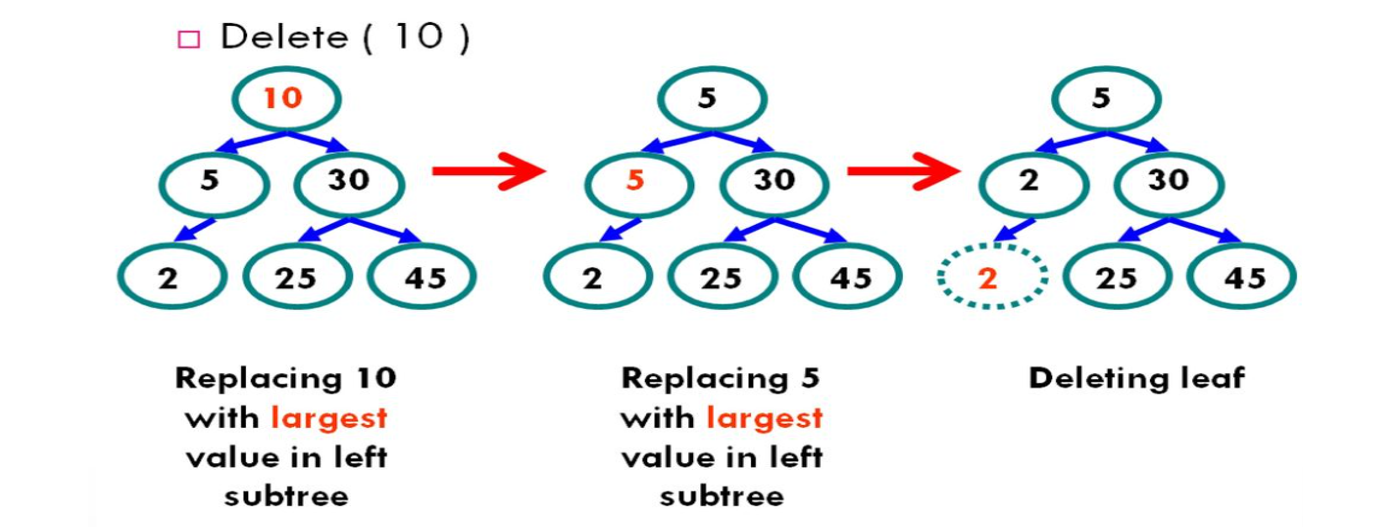 Delete ( 10 )
10
5
5
5
30
5
30
2
30
2
25
45
2
25
45
2
25
45
Replacing 10
with largest
value in left
subtree
Replacing 5
with largest
value in left
subtree
Deleting leaf